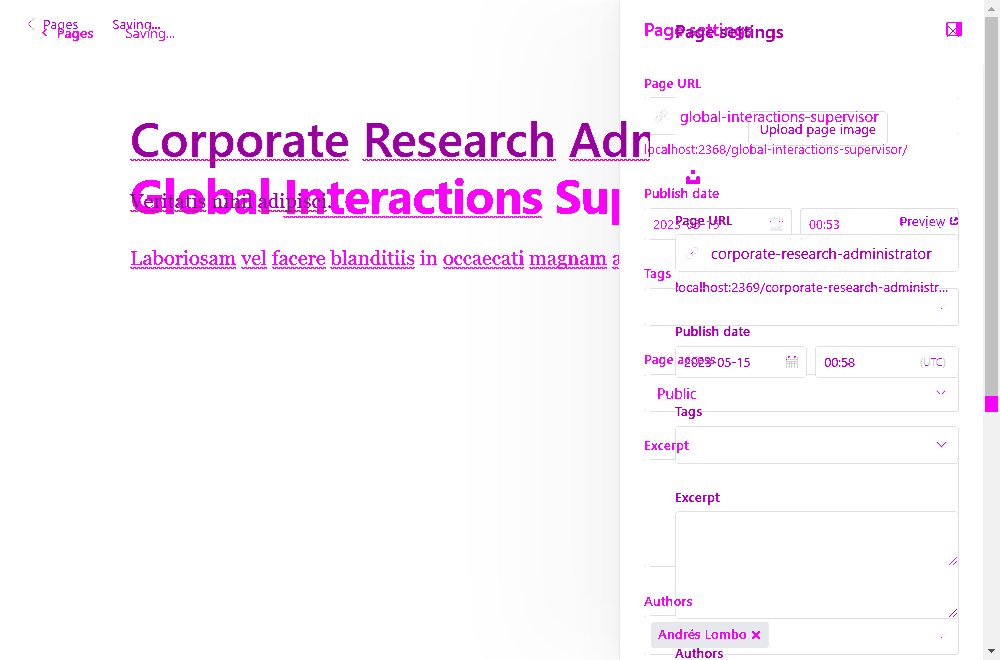 Pages Saving...
Pages Saving...
Page settings
Page settings
Page URL
global-interactions-supervisor
Upload page image
localhost:2368/global-interactions-supervisor/
Corporate Research Adm
Global Interactions Sup
Veritatis nihil adipisci.
Laboriosam vel facere blanditiis in occaecati magnam a
Publish date
00:53
Page URL Preview
corporate-research-administrator
Tags
localhost:2369/corporate-research-administr...
Publish date
Page access
2023-05-15 00:58 (UTC)
Public
Tags
Excerpt
Excerpt
Authors
Andrés Lombo ×
Authors